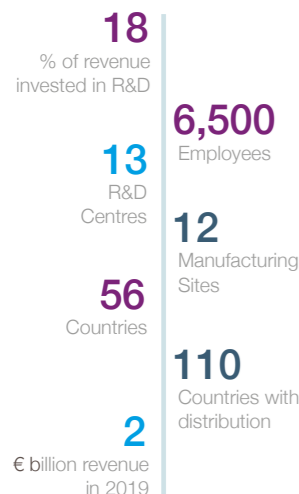 18
% of revenue
invested in R&D
6,500
Employees
13
R&D
Centres
12
Manufacturing
Sites
56
Countries
110
Countries with
distribution
2
€ billion revenue
in 2019